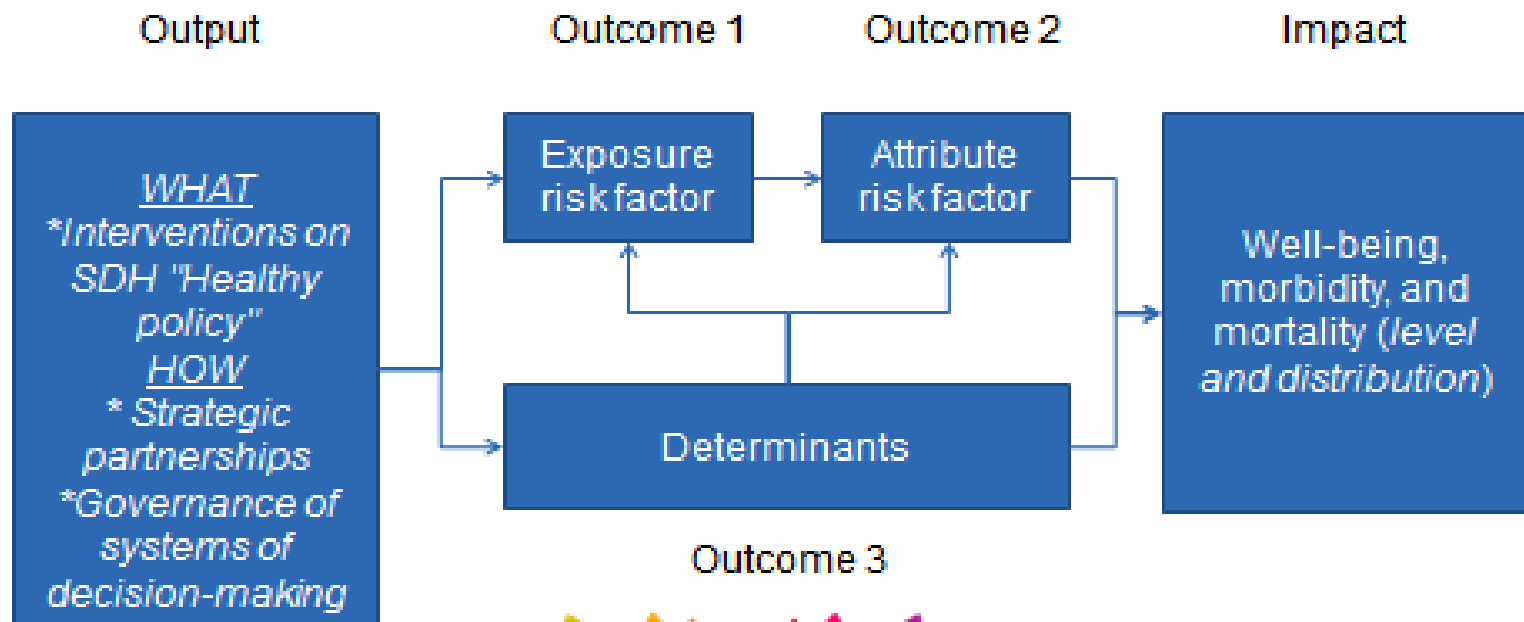 Output
Outcome 1
Outcome 2
Impact
WHAT
*Interventions on
SDH "Healthy
policy"
HOW
* Strategic
partnerships
*Governance of
systems of
decision-making
Exposure
risk factor
Attribute
risk factor
Determinants
Outcome 3
Well-being,
morbidity, and
mortality (level
and distribution)